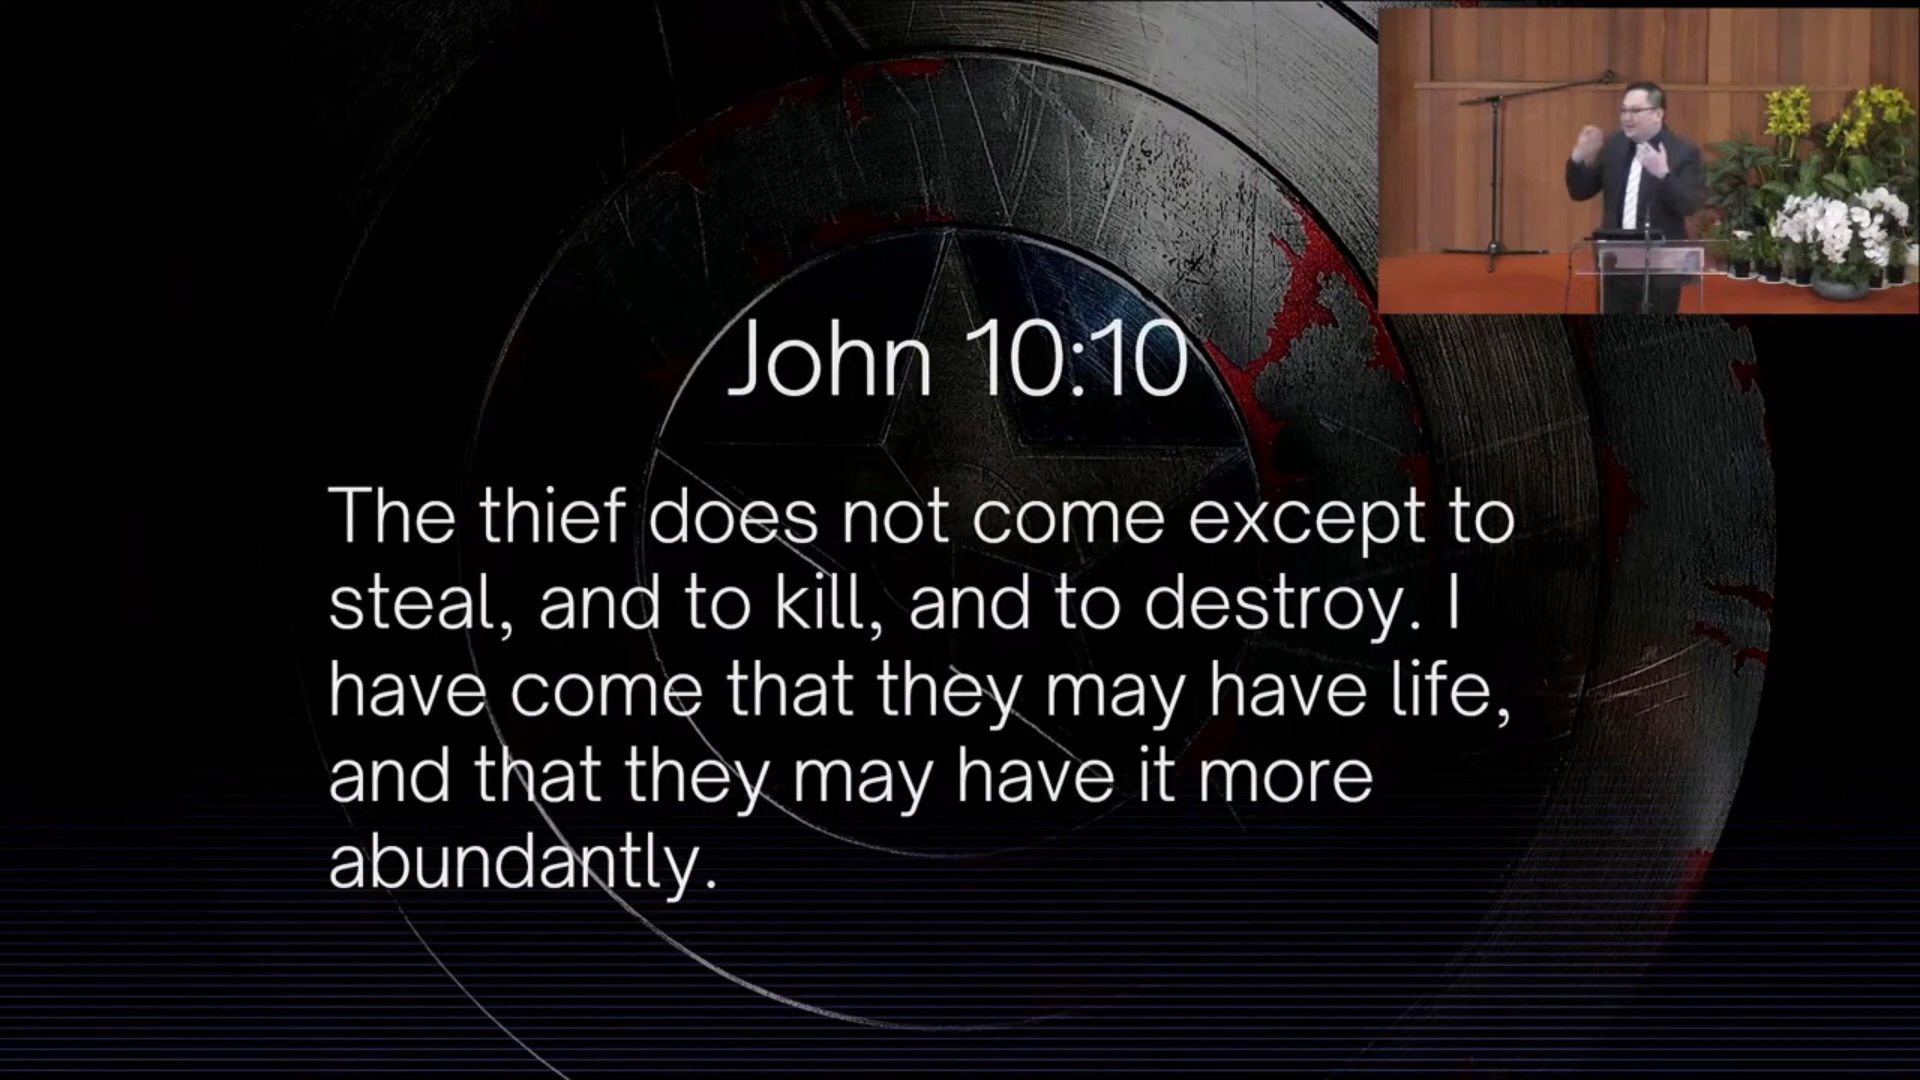 John 10:10
The thief does not come except to
steal, and to kill, and to destroy. I
have come that they may have life,
and that they may have it more
abundantly.